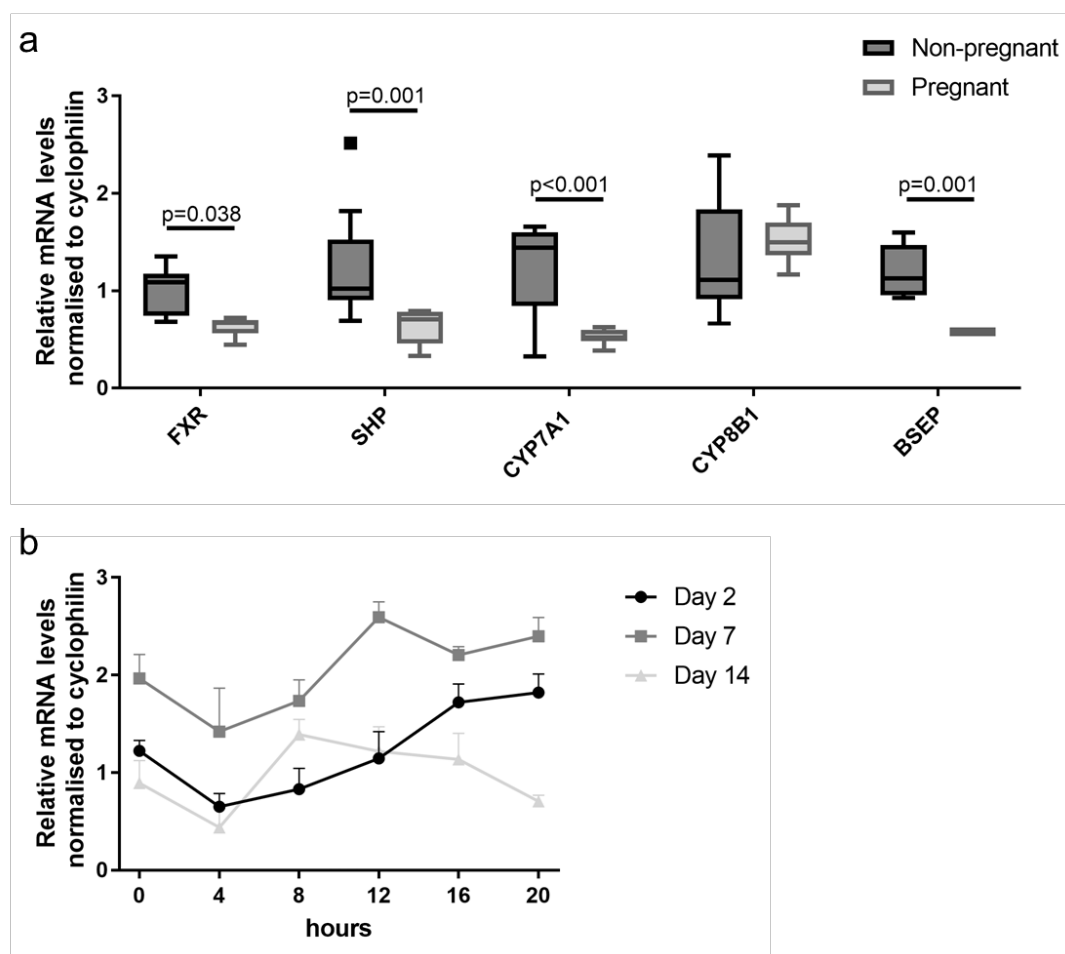 a
Non-pregnant
Pregnant
Relative mRNA levels
normalised to cyclophilin
3
2
1
0
p=0.038
p=0.001
p<0.001
p=0.001
FXR
SHP
CYP7A1
CYP8B1
BSEP
b
Relative mRNA levels
normalised to cyclophilin
3
2
1
0
Day 2
Day 7
Day 14
0 4 8 12 16 20
hours